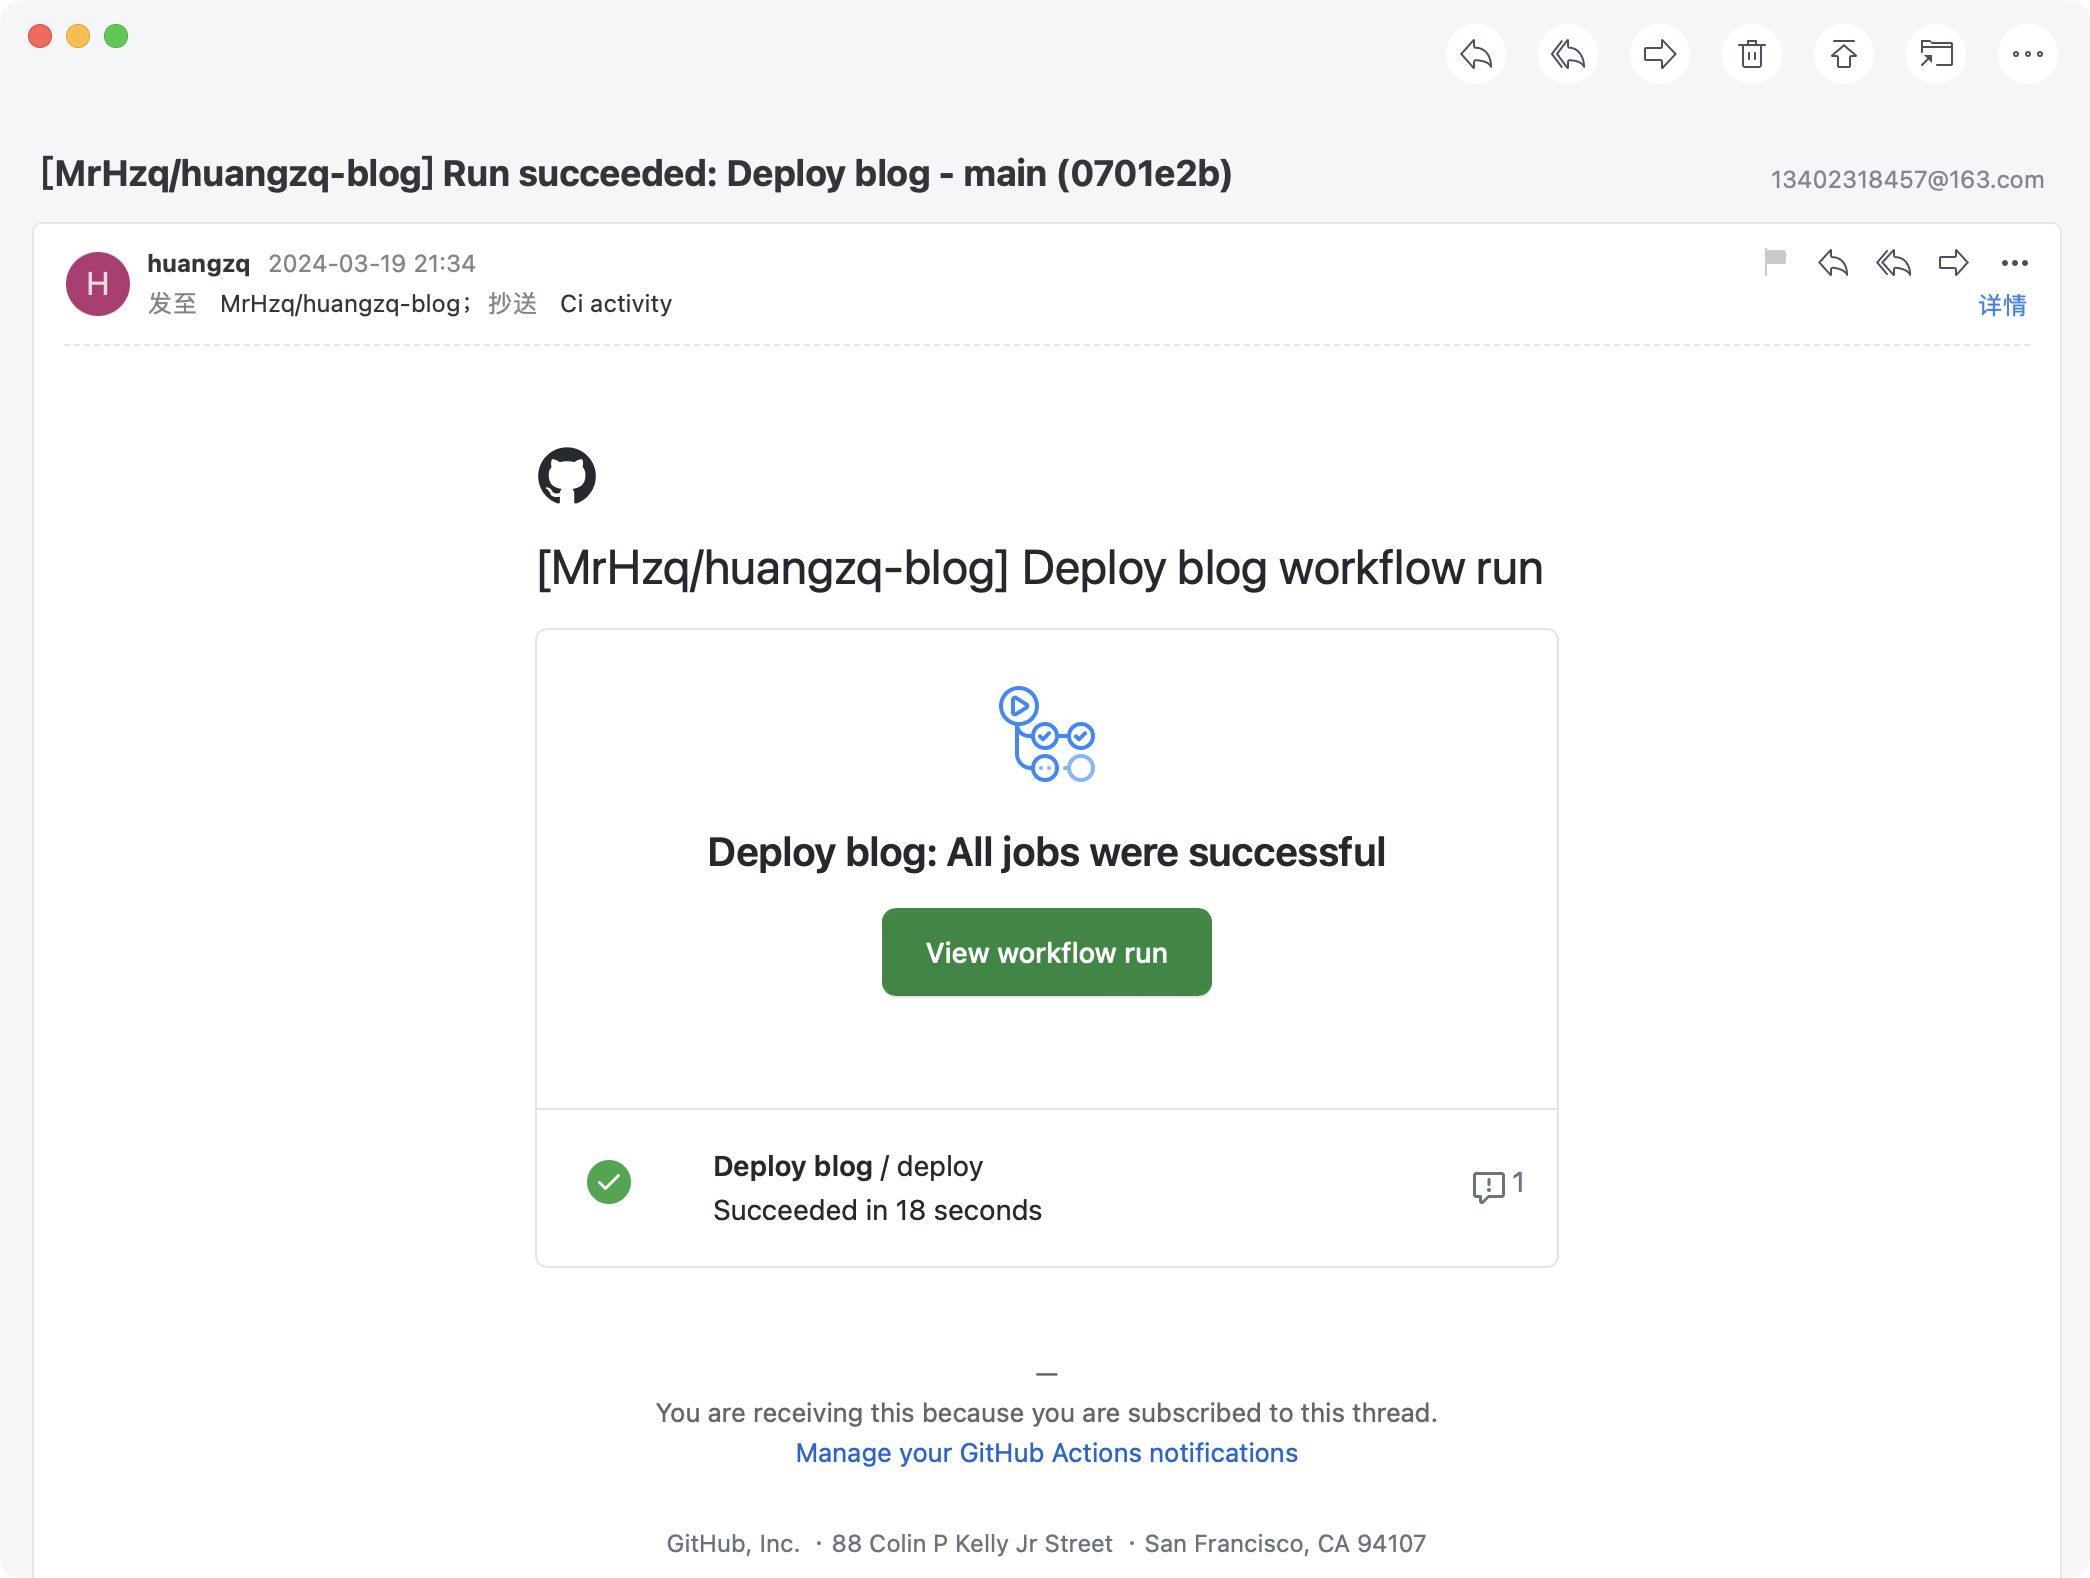 [MrHzq/huangzq-blog] Run succeeded: Deploy blog - main (0701e2b)
13402318457@163.com
H
huangzq 2024-03-19 21:34
发至 MrHzq/huangzq-blog; 抄送 Ci activity
详情
[MrHzq/huangzq-blog] Deploy blog workflow run
Deploy blog: All jobs were successful
View workflow run
Deploy blog / deploy
Succeeded in 18 seconds
1
—
You are receiving this because you are subscribed to this thread.
Manage your GitHub Actions notifications
GitHub, Inc. ・88 Colin P Kelly Jr Street ・San Francisco, CA 94107